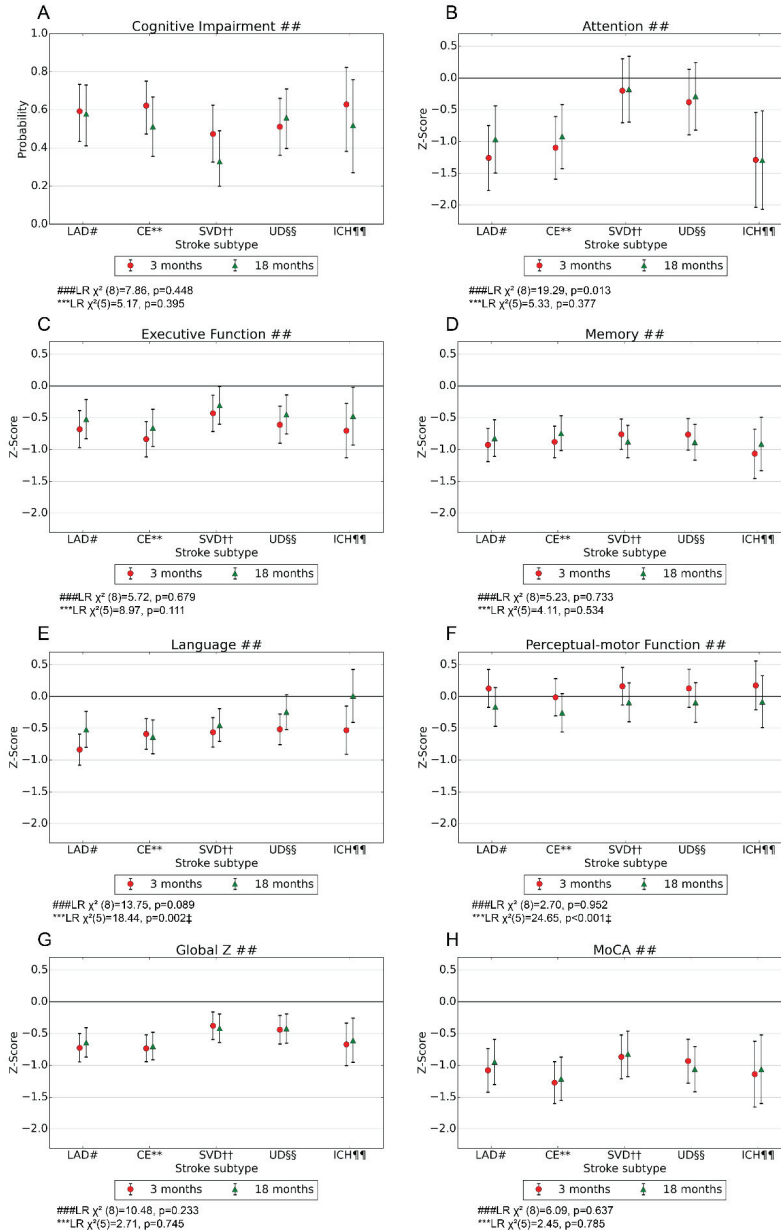 A
Cognitive Impairment ##
1.0
0.8
0.6
0.4
0.2
0.0
Probability
LAD# CE** SVD†† UD§§ ICH¶¶
Stroke subtype
3 months 18 months
###LR χ² (8)=7.86, p=0.448
***LR χ²(5)=5.17, p=0.395
B
Attention ##
0.5
0.0
−0.5
−1.0
−1.5
−2.0
Z-Score
LAD# CE** SVD†† UD§§ ICH¶¶
Stroke subtype
3 months 18 months
###LR χ² (8)=19.29, p=0.013
***LR χ²(5)=5.33, p=0.377
C
Executive Function ##
0.5
0.0
−0.5
−1.0
−1.5
−2.0
Z-Score
LAD# CE** SVD†† UD§§ ICH¶¶
Stroke subtype
3 months 18 months
###LR χ² (8)=5.72, p=0.679
***LR χ²(5)=8.97, p=0.111
D
Memory ##
0.5
0.0
−0.5
−1.0
−1.5
−2.0
Z-Score
LAD# CE** SVD†† UD§§ ICH¶¶
Stroke subtype
3 months 18 months
###LR χ² (8)=5.23, p=0.733
***LR χ²(5)=4.11, p=0.534
E
Language ##
0.5
0.0
−0.5
−1.0
−1.5
−2.0
Z-Score
LAD# CE** SVD†† UD§§ ICH¶¶
Stroke subtype
3 months 18 months
###LR χ² (8)=13.75, p=0.089
***LR χ²(5)=18.44, p=0.002‡
F
Perceptual-motor Function ##
0.5
0.0
−0.5
−1.0
−1.5
−2.0
Z-Score
LAD# CE** SVD†† UD§§ ICH¶¶
Stroke subtype
3 months 18 months
###LR χ² (8)=2.70, p=0.952
***LR χ²(5)=24.65, p<0.001‡
G
Global Z ##
0.5
0.0
−0.5
−1.0
−1.5
−2.0
Z-Score
LAD# CE** SVD†† UD§§ ICH¶¶
Stroke subtype
3 months 18 months
###LR χ² (8)=10.48, p=0.233
***LR χ²(5)=2.71, p=0.745
H
MoCA ##
0.5
0.0
−0.5
−1.0
−1.5
−2.0
Z-Score
LAD# CE** SVD†† UD§§ ICH¶¶
Stroke subtype
3 months 18 months
###LR χ² (8)=6.09, p=0.637
***LR χ²(5)=2.45, p=0.785